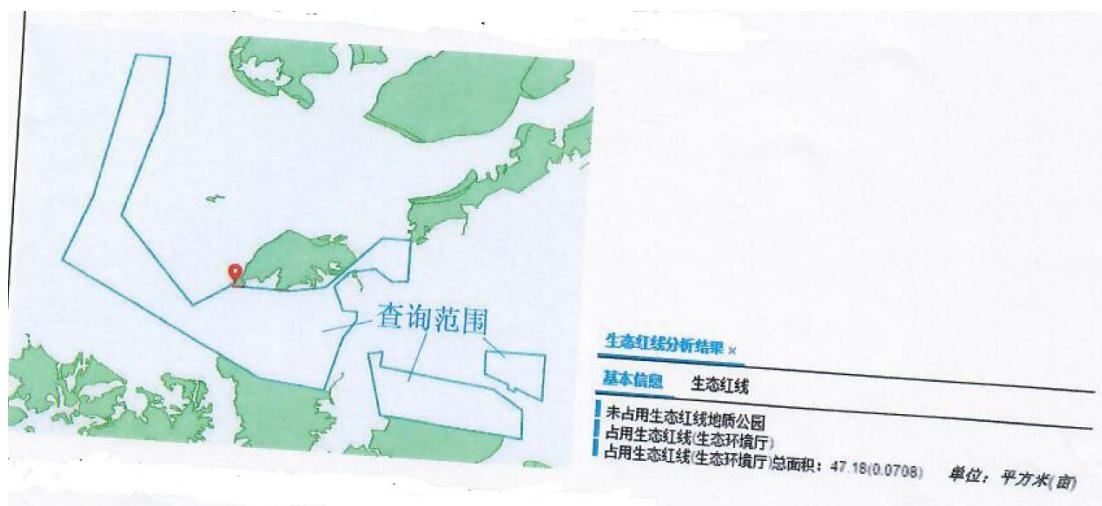 查询范围
生态红线分析结果 ×
基本信息 生态红线
未占用生态红线地质公园
占用生态红线(生态环境厅)
占用生态红线(生态环境厅)总面积：47.18(0.0708) 单位：平方米(亩)